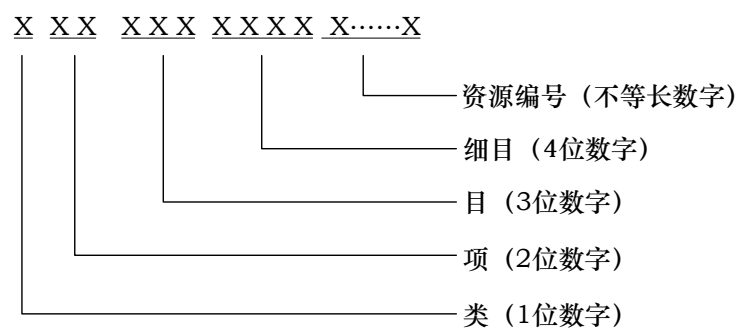 X XX XXX XXXX X……X
资源编号（不等长数字）
细目（4位数字）
目（3位数字）
项（2位数字）
类（1位数字）